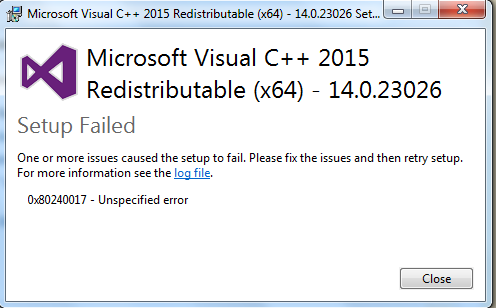 Microsoft Visual C++ 2015 Redistributable (x64) - 14.0.23026 Set...
Microsoft Visual C++ 2015
Redistributable (x64) - 14.0.23026
Setup Failed
One or more issues caused the setup to fail. Please fix the issues and then retry setup.
For more information see the log file.
0x80240017 - Unspecified error
Close